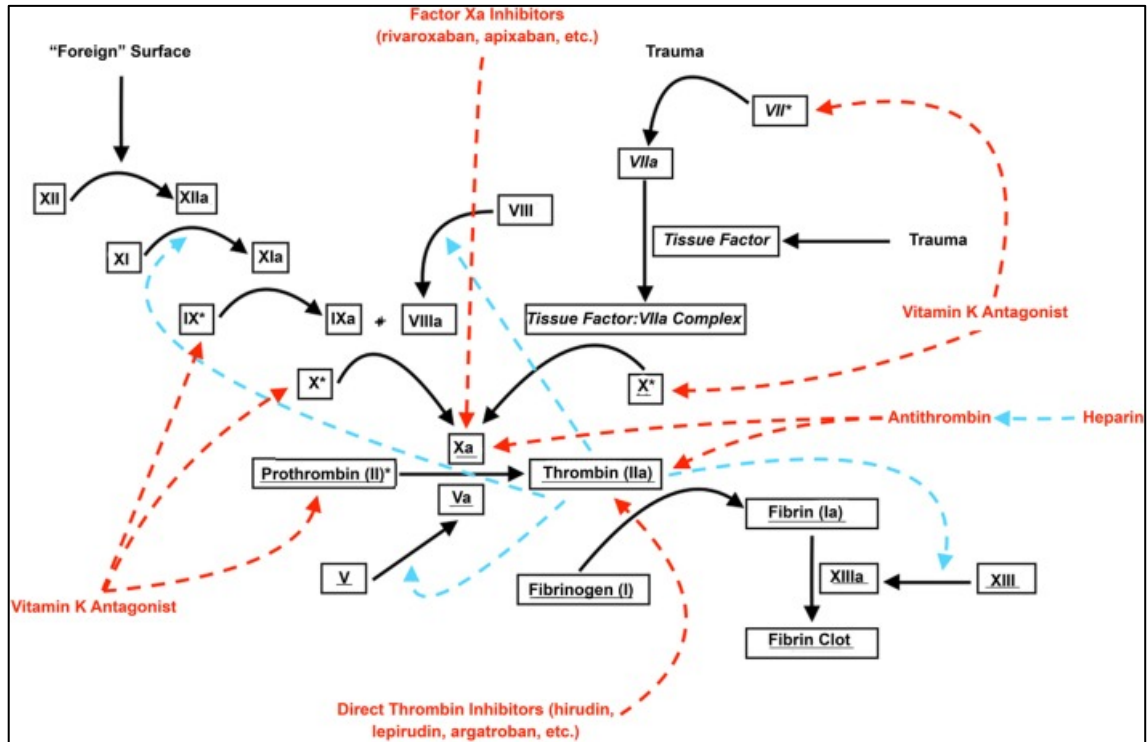 Factor Xa Inhibitors
(rivaroxaban, apixaban, etc.)
“Foreign” Surface
Trauma
VII*
VIIa
XII
XIIa
VIII
XI
XIa
Tissue Factor
Trauma
IX*
IXa
+
VIIIa
Tissue Factor:VIIa Complex
Vitamin K Antagonist
X*
X*
Antithrombin
Heparin
Xa
Prothrombin (II)*
Thrombin (IIa)
Va
Fibrin (Ia)
V
Fibrinogen (I)
XIIIa
XIII
Vitamin K Antagonist
Fibrin Clot
Direct Thrombin Inhibitors (hirudin,
lepirudin, argatroban, etc.)